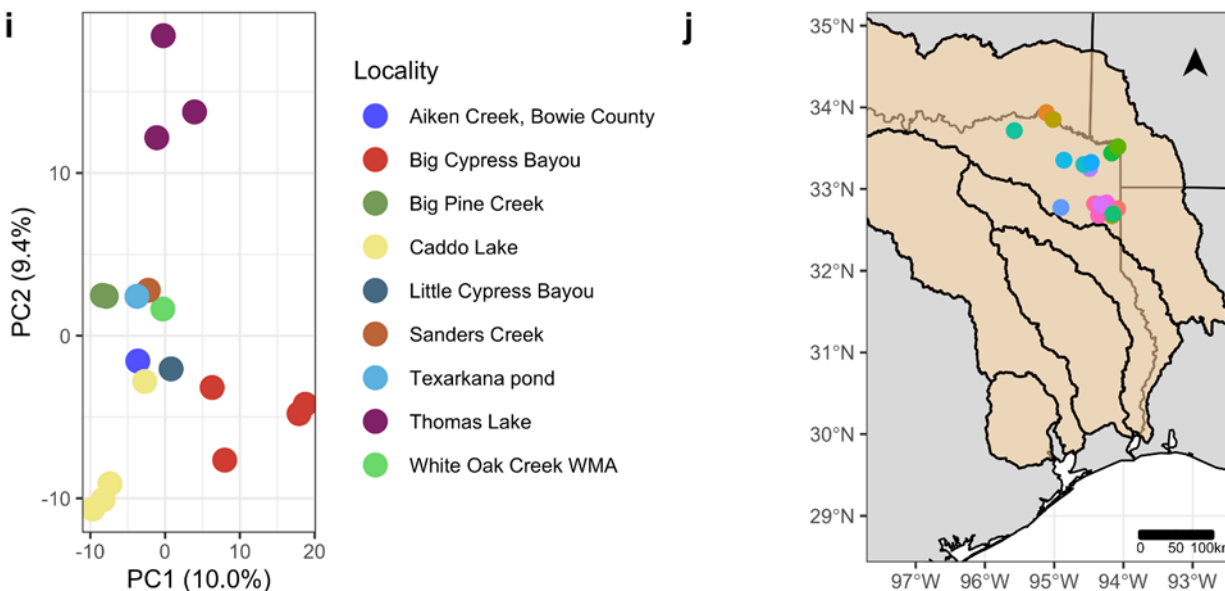 i
PC2 (9.4%)
10
0
-10
-10
0
10
20
PC1 (10.0%)
Locality
Aiken Creek, Bowie County
Big Cypress Bayou
Big Pine Creek
Caddo Lake
Little Cypress Bayou
Sanders Creek
Texarkana pond
Thomas Lake
White Oak Creek WMA
j
35°N
34°N
33°N
32°N
31°N
30°N
29°N
0 50 100km
97°W 96°W 95°W 94°W 93°W